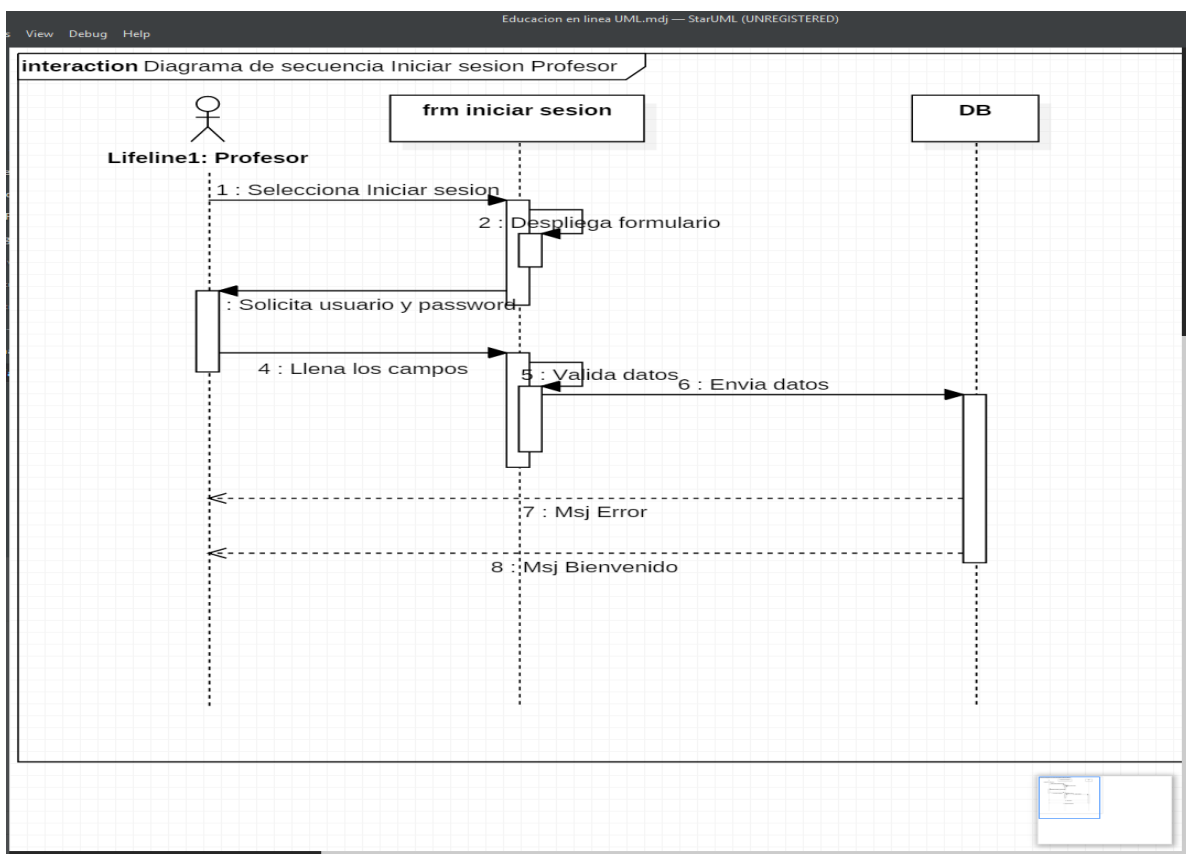 Educacion en linea UML.mdj — StarUML (UNREGISTERED)
View Debug Help
interaction Diagrama de secuencia Iniciar sesion Profesor
frm iniciar sesion
DB
Lifeline1: Profesor
1 : Selecciona Iniciar sesion
2 : Despliega formulario
: Solicita usuario y password
4 : Llena los campos
5 : Valida datos
6 : Envia datos
7 : Msj Error
8 : Msj Bienvenido